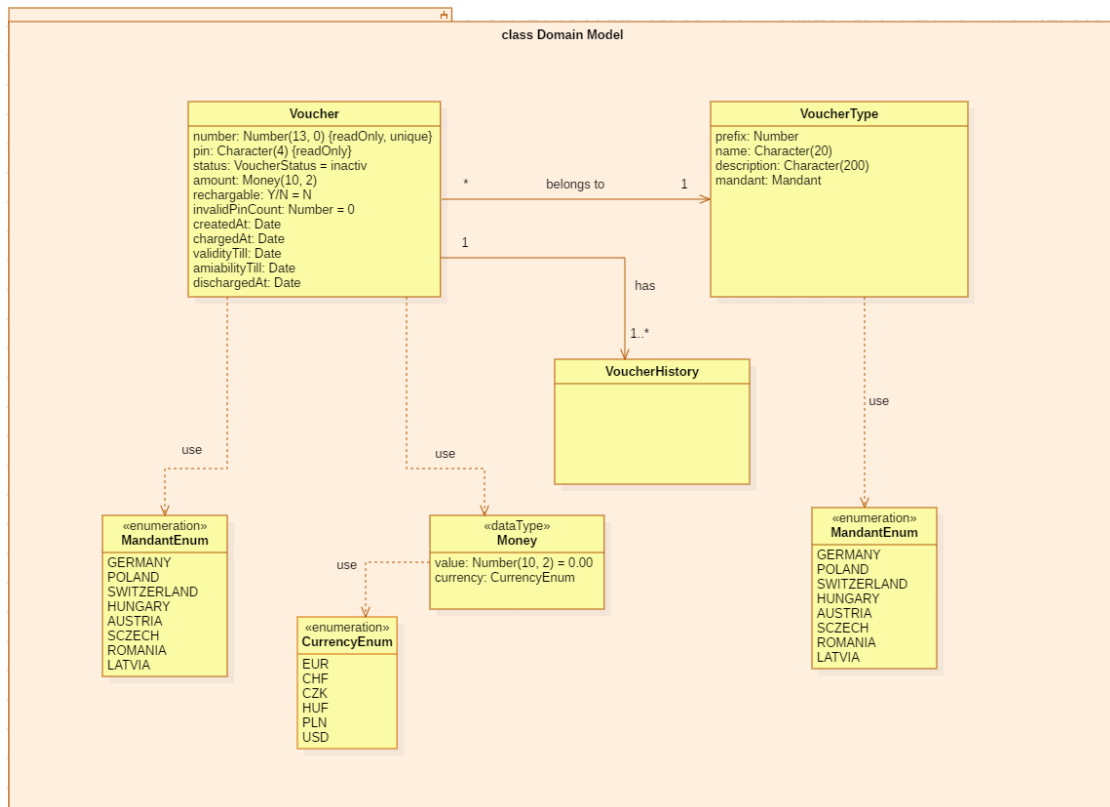 class Domain Model
Voucher
number: Number(13, 0) {readOnly, unique}
pin: Character(4) {readOnly}
status: VoucherStatus = inactiv
amount: Money(10, 2)
rechargable: Y/N = N
invalidPinCount: Number = 0
createdAt: Date
chargedAt: Date
validityTill: Date
amiabilityTill: Date
dischargedAt: Date
*
belongs to
1
VoucherType
prefix: Number
name: Character(20)
description: Character(200)
mandant: Mandant
1
has
1..*
VoucherHistory
use
use
use
«enumeration»
MandantEnum
GERMANY
POLAND
SWITZERLAND
HUNGARY
AUSTRIA
SCZECH
ROMANIA
LATVIA
«dataType»
Money
value: Number(10, 2) = 0.00
currency: CurrencyEnum
use
«enumeration»
CurrencyEnum
EUR
CHF
CZK
HUF
PLN
USD
«enumeration»
MandantEnum
GERMANY
POLAND
SWITZERLAND
HUNGARY
AUSTRIA
SCZECH
ROMANIA
LATVIA